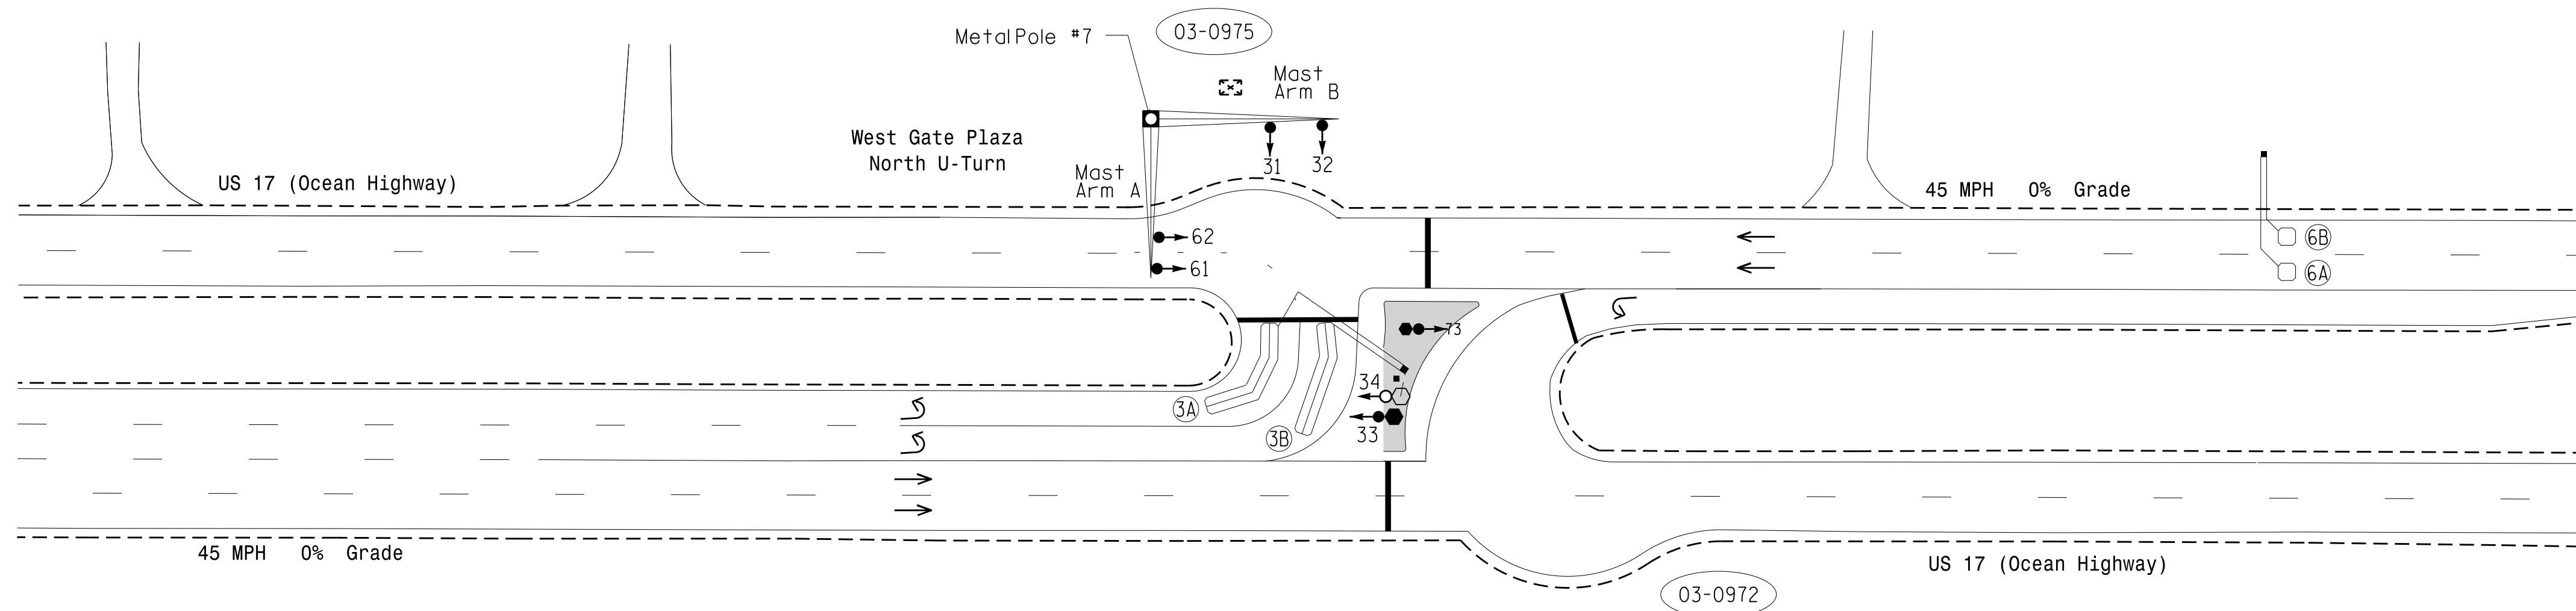 MetalPole #7
03-0975
Mast
Arm B
West Gate Plaza
North U-Turn
31
32
Mast
Arm A
US 17 (Ocean Highway)
45 MPH 0% Grade
62
61
6B
6A
73
34
3A
33
3B
45 MPH 0% Grade
US 17 (Ocean Highway)
03-0972